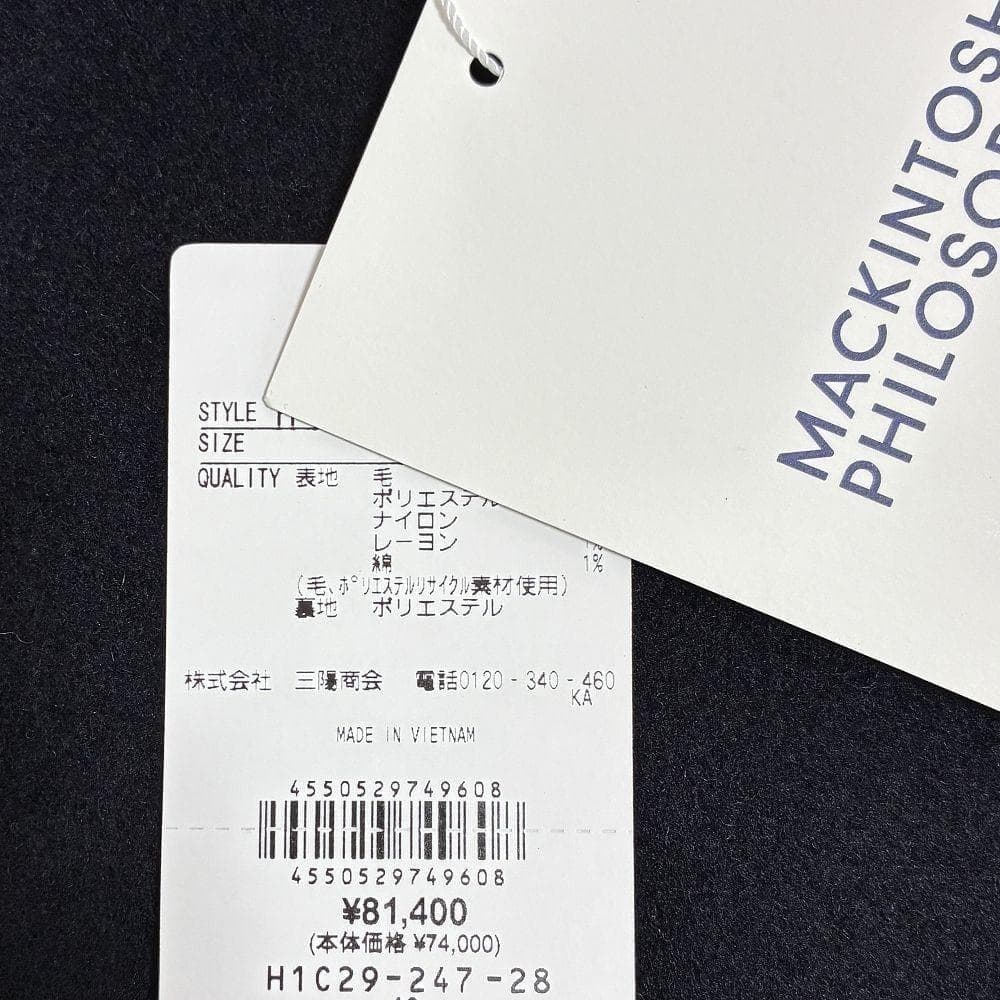 MACKINTOSH
PHILOSOP
STYLE
SIZE
QUALITY 表地 毛
ポリエステル
ナイロン
レーヨン 1%
綿 1%
(毛、ポリエステルリサイクル素材使用)
裏地 ポリエステル
株式会社 三陽商会 電話0120-340-460
KA
MADE IN VIETNAM
4550529749608
4550529749608
¥81,400
(本体価格 ¥74,000)
H1C29-247-28